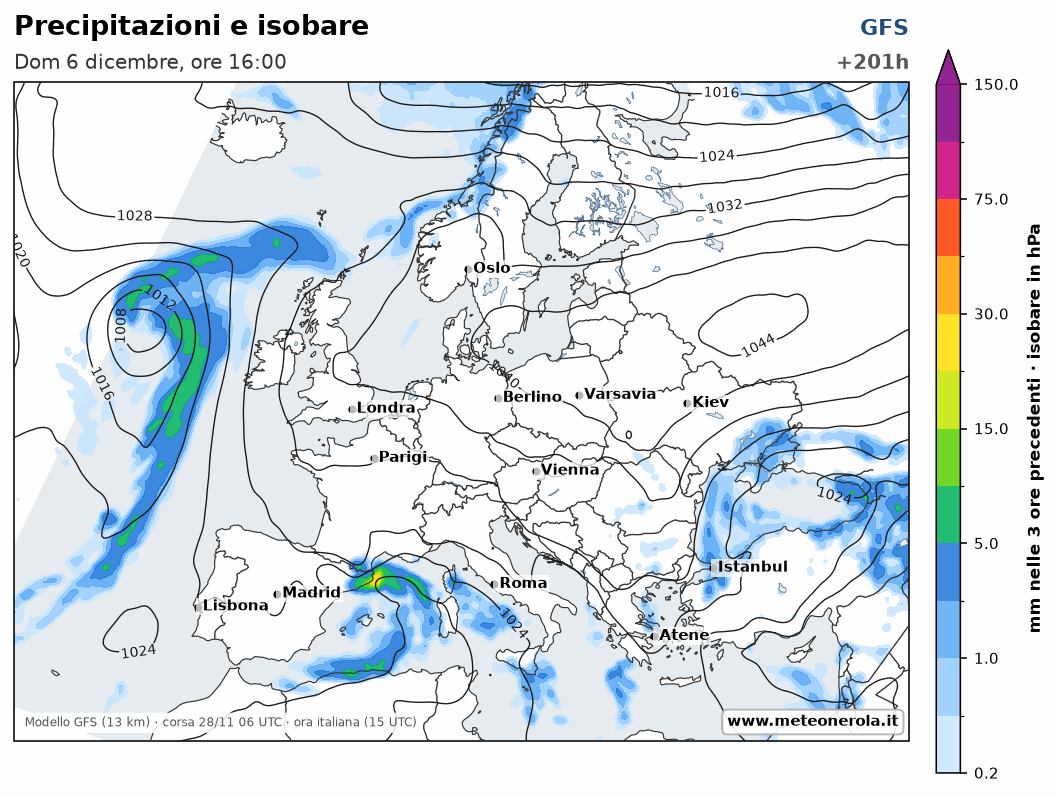 Precipitazioni e isobare
GFS
Dom 6 dicembre, ore 16:00
+201h
1016
1024
1028
1032
1020
1012
1008
1016
1044
1040
1024
1024
1024
Oslo
Londra
Berlino
Varsavia
Kiev
Parigi
Vienna
Madrid
Lisbona
Roma
Istanbul
Atene
Modello GFS (13 km) · corsa 28/11 06 UTC · ora italiana (15 UTC)
www.meteonerola.it
150.0
75.0
30.0
15.0
5.0
1.0
0.2
mm nelle 3 ore precedenti · isobare in hPa